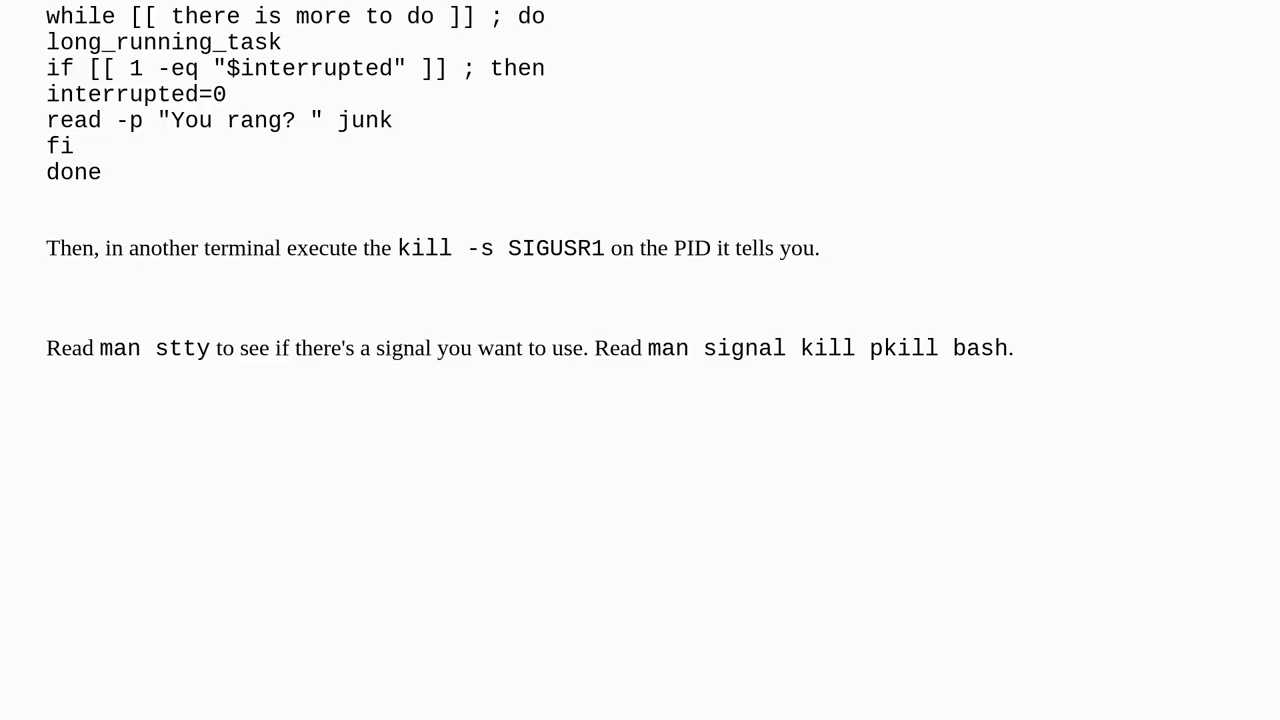 while [[ there is more to do ]] ; do
long_running_task
if [[ 1 -eq "$interrupted" ]] ; then
interrupted=0
read -p "You rang? " junk
fi
done
Then, in another terminal execute the kill -s SIGUSR1 on the PID it tells you.
Read man stty to see if there's a signal you want to use. Read man signal kill pkill bash.